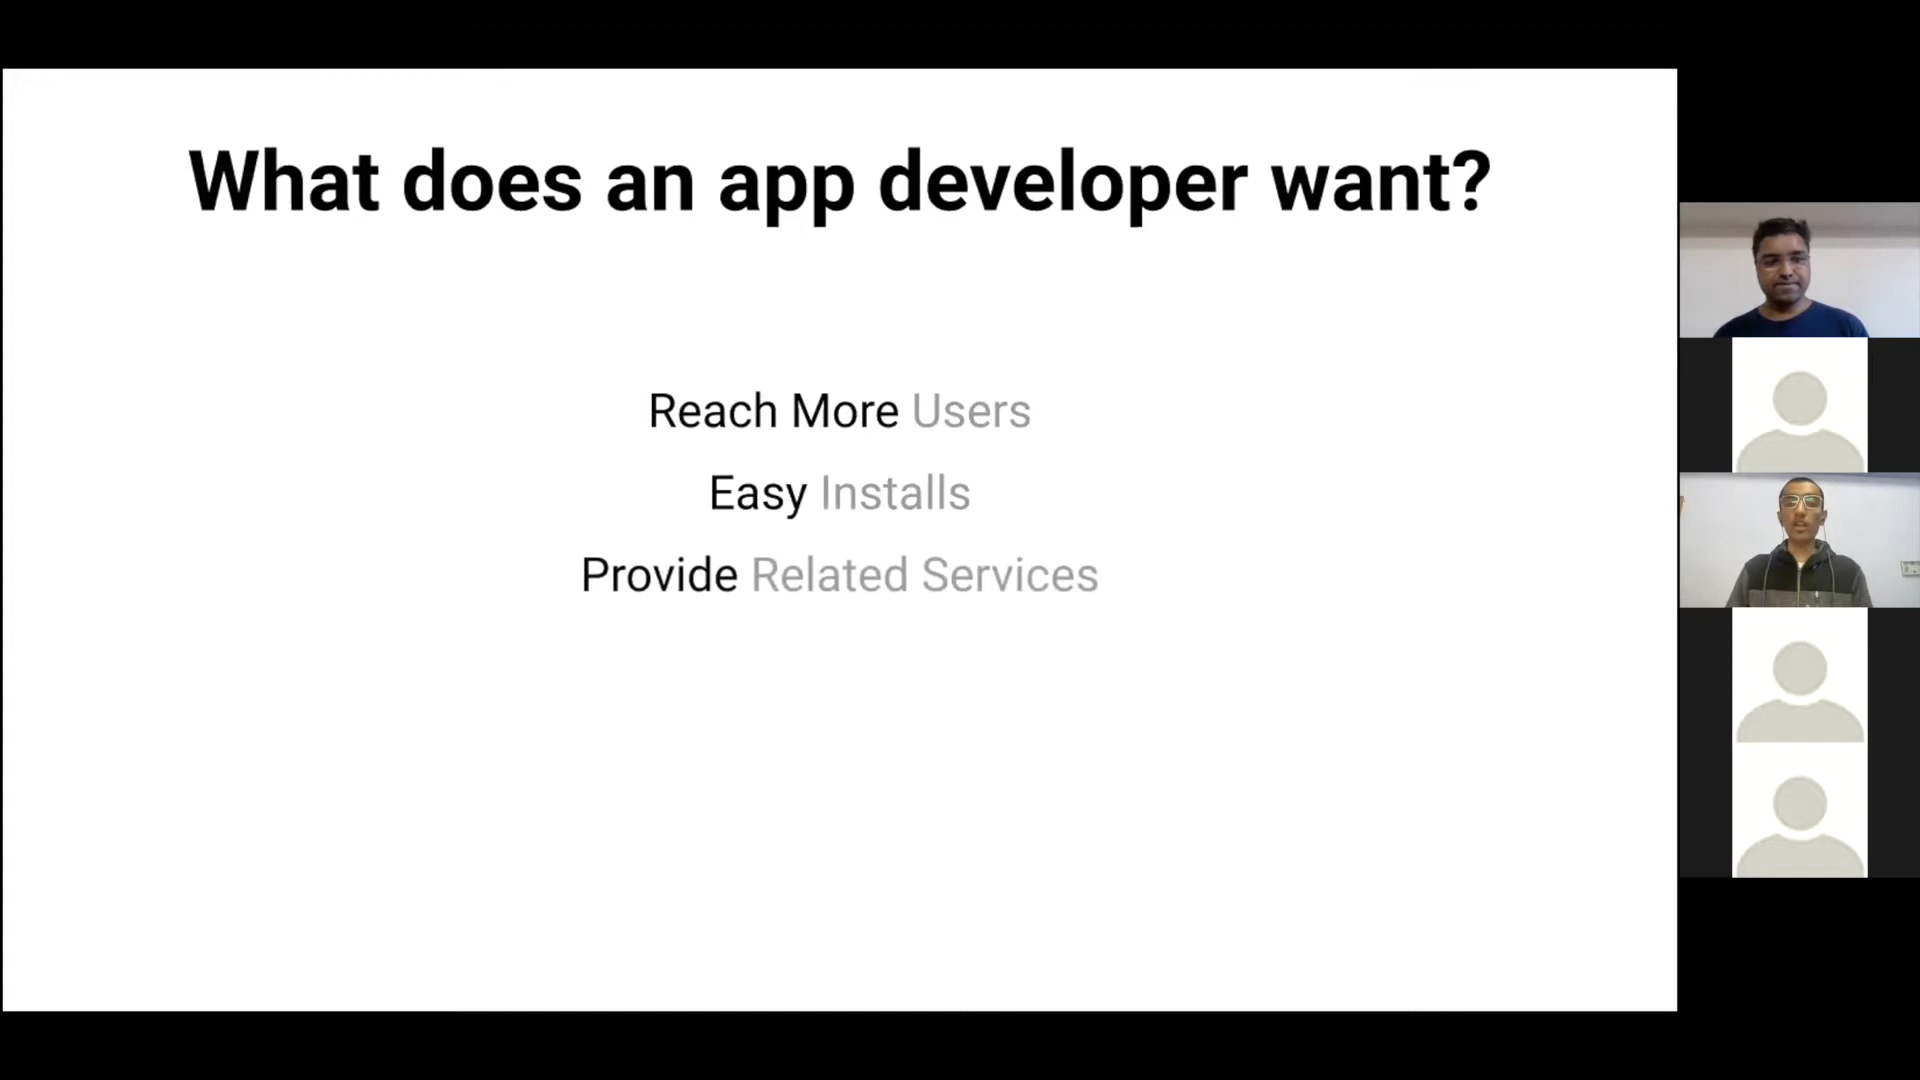 What does an app developer want?
Reach More Users
Easy Installs
Provide Related Services